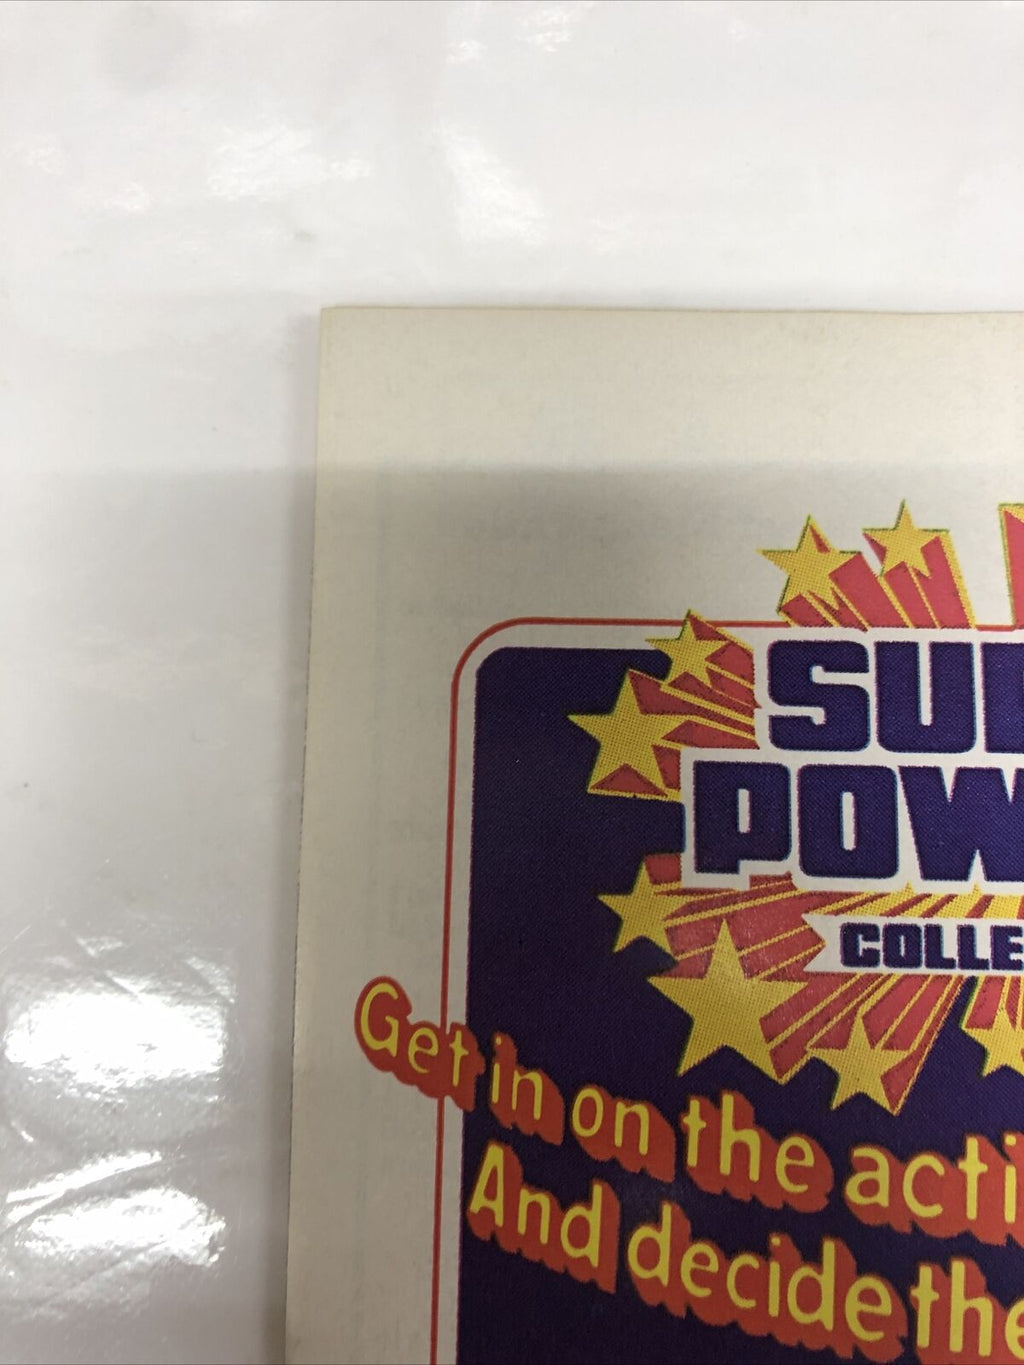 SU
POW
COLLE
Get in on the acti
And decide the